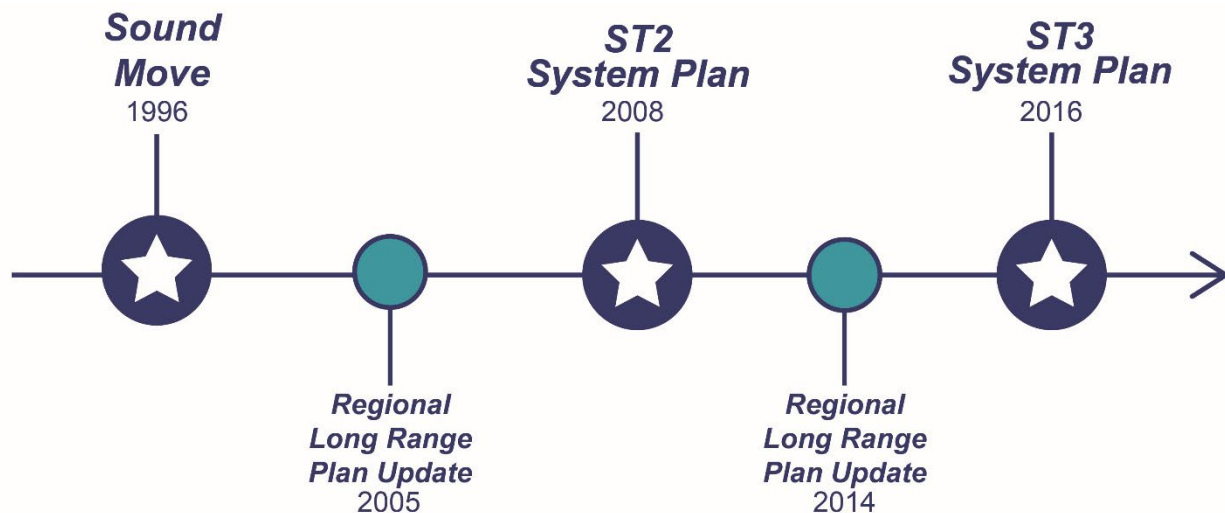 Sound
Move
1996
ST2
System Plan
2008
ST3
System Plan
2016
Regional
Long Range
Plan Update
2005
Regional
Long Range
Plan Update
2014